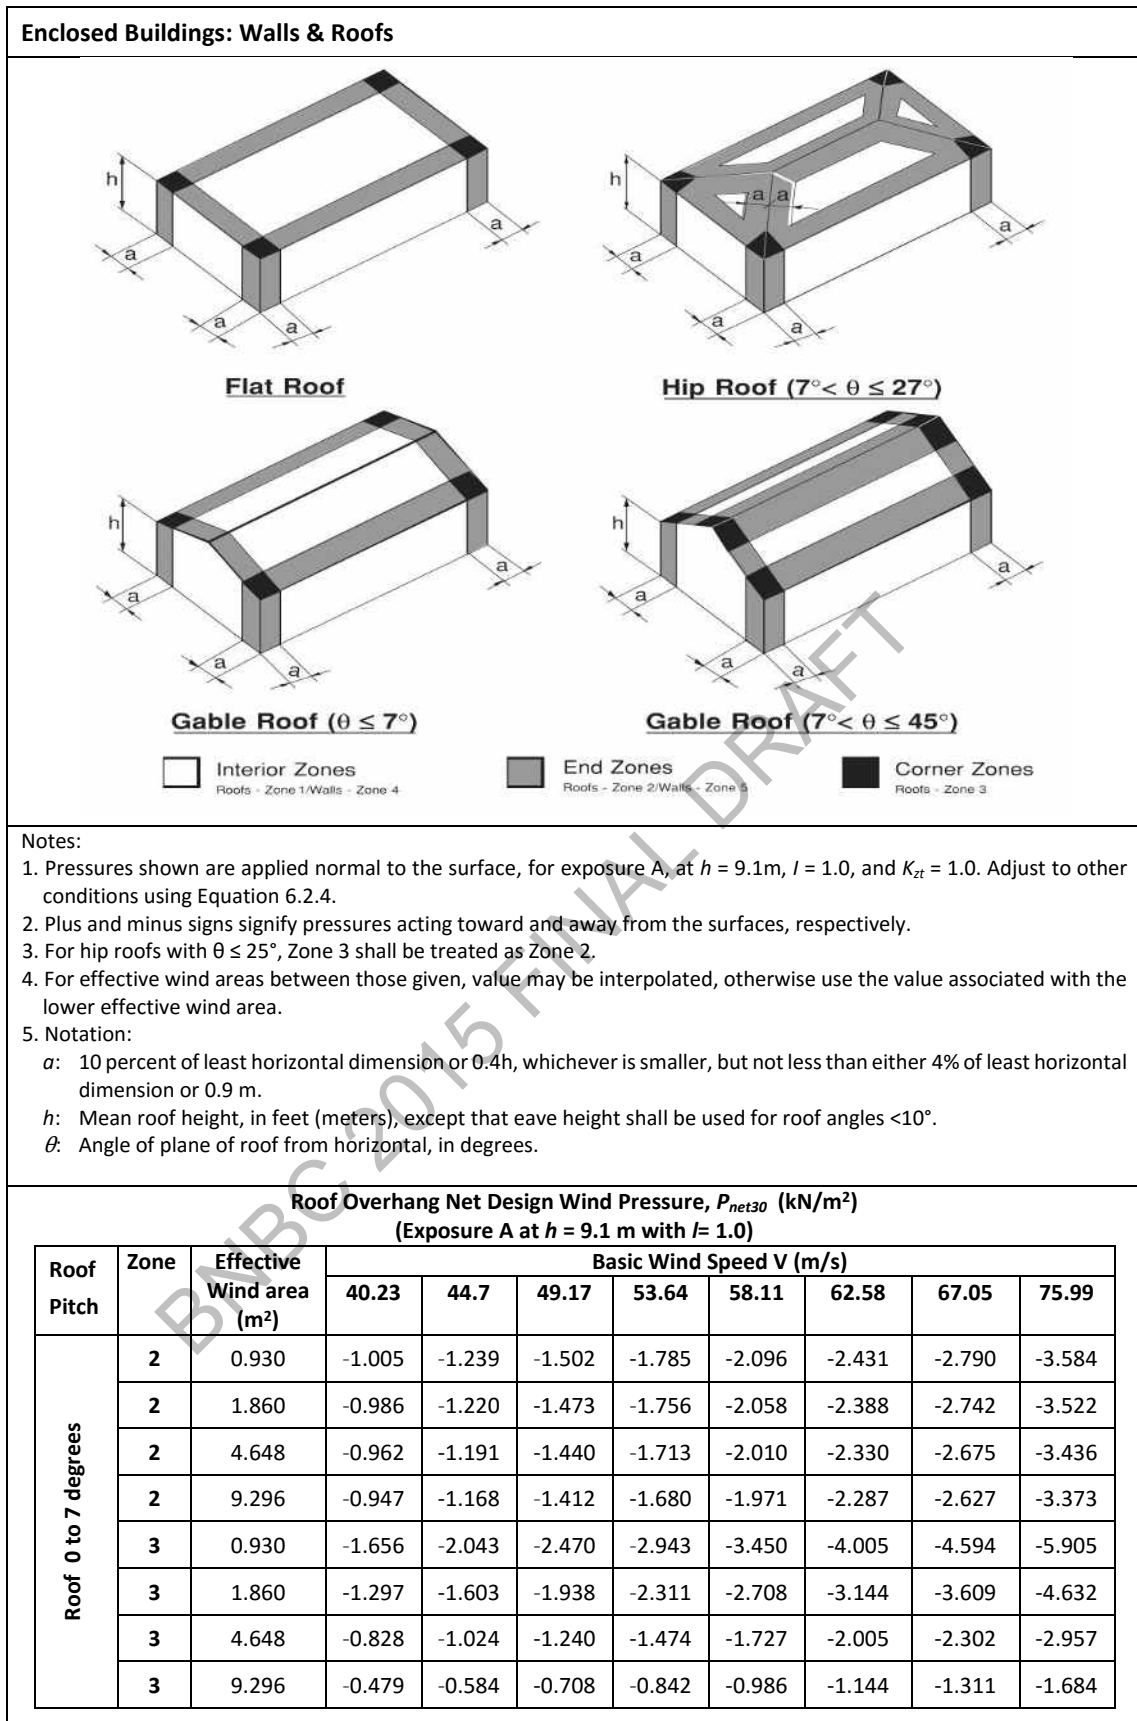 Enclosed Buildings: Walls & Roofs
h
a
a
a
a
Flat Roof
h
a a
a
a
a
a
Hip Roof (7°< θ ≤ 27°)
h
a
a
a
a
Gable Roof (θ ≤ 7°)
h
a
a
a
a
Gable Roof (7°< θ ≤ 45°)
Interior Zones
Roofs - Zone 1/Walls - Zone 4
End Zones
Roofs - Zone 2/Walls - Zone 5
Corner Zones
Roofs - Zone 3
Notes:
1. Pressures shown are applied normal to the surface, for exposure A, at h = 9.1m, I = 1.0, and Kzt = 1.0. Adjust to other
conditions using Equation 6.2.4.
2. Plus and minus signs signify pressures acting toward and away from the surfaces, respectively.
3. For hip roofs with θ ≤ 25°, Zone 3 shall be treated as Zone 2.
4. For effective wind areas between those given, value may be interpolated, otherwise use the value associated with the
lower effective wind area.
5. Notation:
a: 10 percent of least horizontal dimension or 0.4h, whichever is smaller, but not less than either 4% of least horizontal
dimension or 0.9 m.
h: Mean roof height, in feet (meters), except that eave height shall be used for roof angles <10°.
θ: Angle of plane of roof from horizontal, in degrees.
BNBC 2015 FINAL DRAFT
Roof Overhang Net Design Wind Pressure, Pnet30 (kN/m²)
(Exposure A at h = 9.1 m with I= 1.0)
Roof Pitch Zone Effective Wind area (m²) Basic Wind Speed V (m/s)
40.23 44.7 49.17 53.64 58.11 62.58 67.05 75.99
Roof 0 to 7 degrees
2 0.930 -1.005 -1.239 -1.502 -1.785 -2.096 -2.431 -2.790 -3.584
2 1.860 -0.986 -1.220 -1.473 -1.756 -2.058 -2.388 -2.742 -3.522
2 4.648 -0.962 -1.191 -1.440 -1.713 -2.010 -2.330 -2.675 -3.436
2 9.296 -0.947 -1.168 -1.412 -1.680 -1.971 -2.287 -2.627 -3.373
3 0.930 -1.656 -2.043 -2.470 -2.943 -3.450 -4.005 -4.594 -5.905
3 1.860 -1.297 -1.603 -1.938 -2.311 -2.708 -3.144 -3.609 -4.632
3 4.648 -0.828 -1.024 -1.240 -1.474 -1.727 -2.005 -2.302 -2.957
3 9.296 -0.479 -0.584 -0.708 -0.842 -0.986 -1.144 -1.311 -1.684